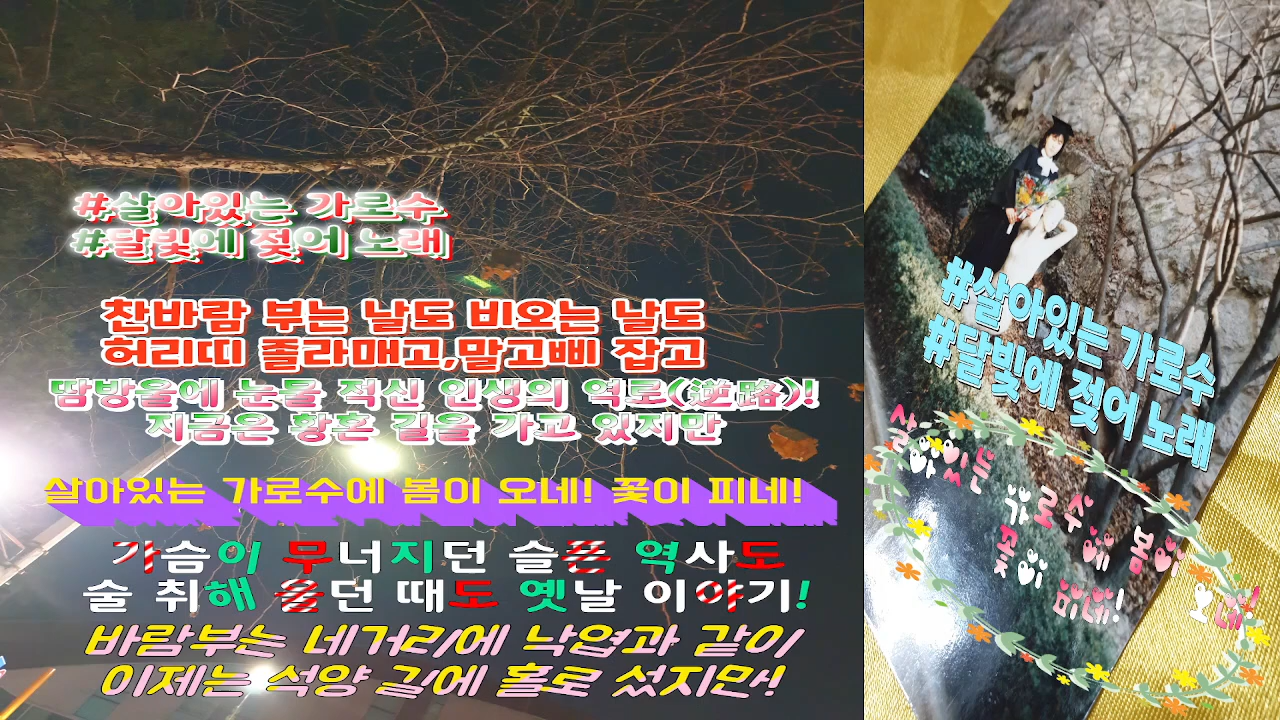 #살아있는 가로수
#달빛에 젖어 노래
찬바람 부는 날도 비오는 날도
허리띠 졸라매고,말고삐 잡고
땀방울에 눈물 적신 인생의 역로(逆路)!
지금은 황혼 길을 가고 있지만
살아있는 가로수에 봄이 오네! 꽃이 피네!
가슴이 무너지던 슬픈 역사도
술 취해 울던 때도 옛날 이야기!
바람부는 네거리에 낙엽과 같이
이제는 석양 길에 홀로 섰지만!
#살아있는 가로수
#달빛에 젖어 노래
살아있는 가로수에 봄이 오네!
꽃이 피네!